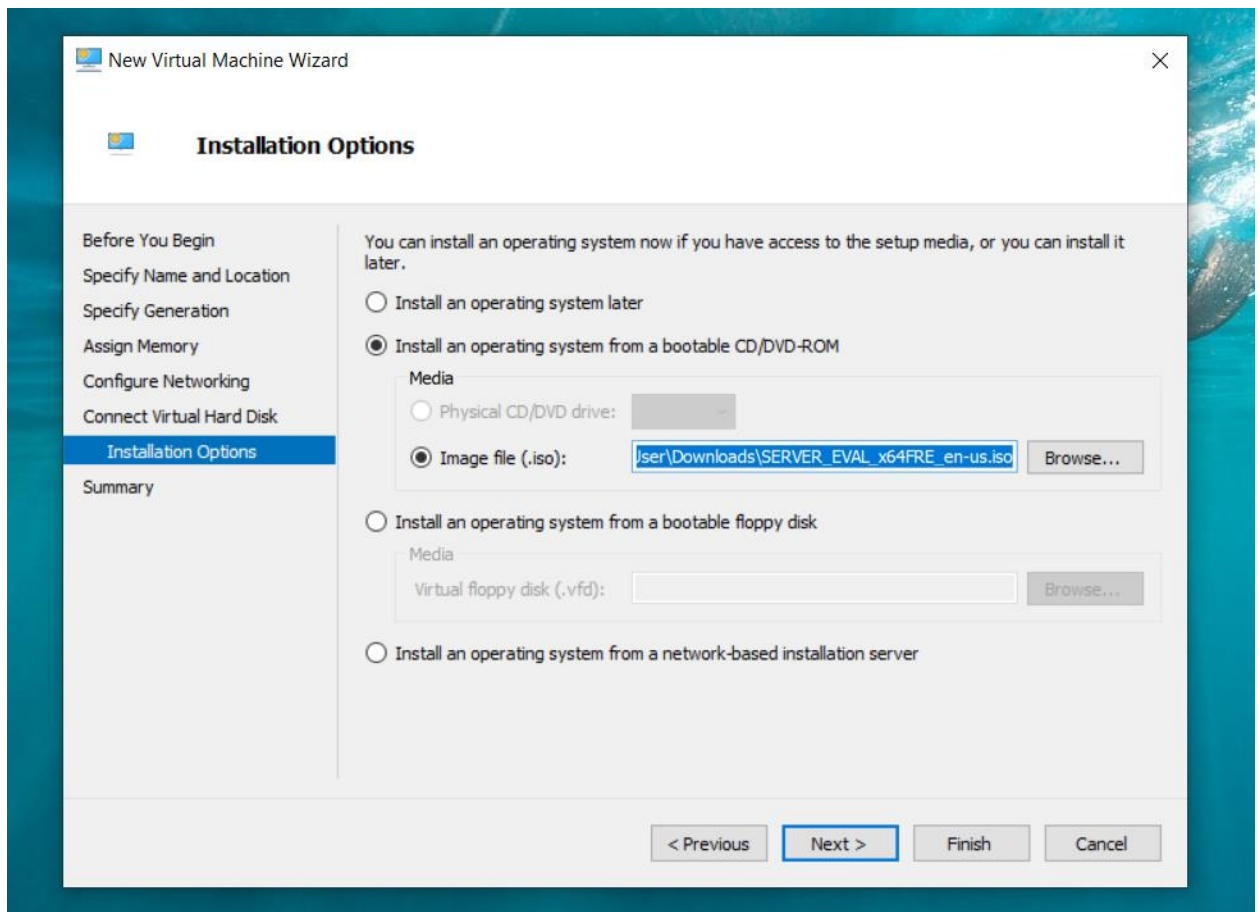 New Virtual Machine Wizard
Installation Options
Before You Begin
Specify Name and Location
Specify Generation
Assign Memory
Configure Networking
Connect Virtual Hard Disk
Installation Options
Summary
You can install an operating system now if you have access to the setup media, or you can install it
later.
Install an operating system later
Install an operating system from a bootable CD/DVD-ROM
Media
Physical CD/DVD drive:
Image file (.iso): User\Downloads\SERVER_EVAL_x64FRE_en-us.iso Browse...
Install an operating system from a bootable floppy disk
Media
Virtual floppy disk (.vfd): Browse...
Install an operating system from a network-based installation server
< Previous Next > Finish Cancel